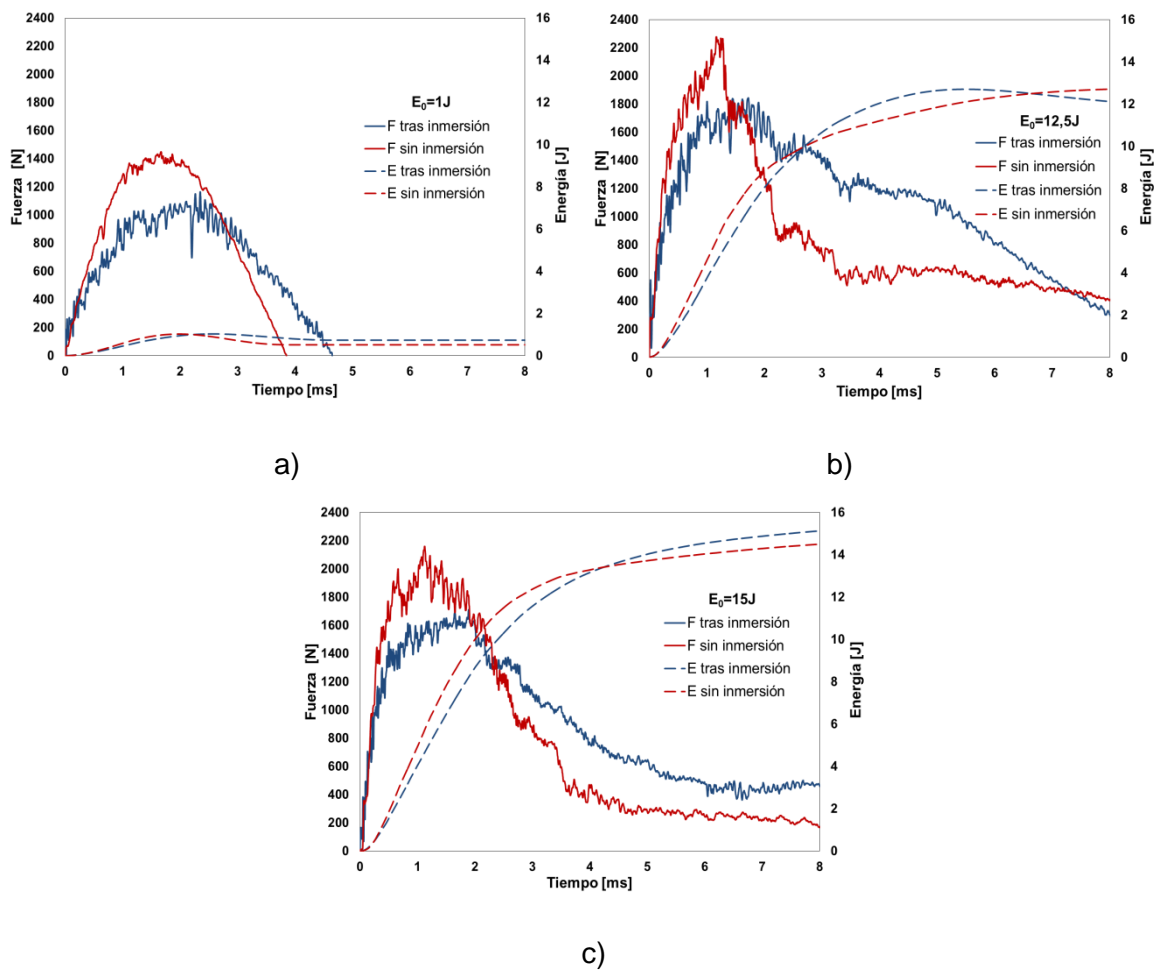 2400
2200
2000
1800
1600
1400
1200
1000
800
600
400
200
0
Fuerza [N]
0 1 2 3 4 5 6 7 8
Tiempo [ms]
16
14
12
10
8
6
4
2
0
Energía [J]
E₀=1J
F tras inmersión
F sin inmersión
E tras inmersión
E sin inmersión
a)
2400
2200
2000
1800
1600
1400
1200
1000
800
600
400
200
0
Fuerza [N]
0 1 2 3 4 5 6 7 8
Tiempo [ms]
16
14
12
10
8
6
4
2
0
Energía [J]
E₀=12,5J
F tras inmersión
F sin inmersión
E tras inmersión
E sin inmersión
b)
2400
2200
2000
1800
1600
1400
1200
1000
800
600
400
200
0
Fuerza [N]
0 1 2 3 4 5 6 7 8
Tiempo [ms]
16
14
12
10
8
6
4
2
0
Energía [J]
E₀=15J
F tras inmersión
F sin inmersión
E tras inmersión
E sin inmersión
c)